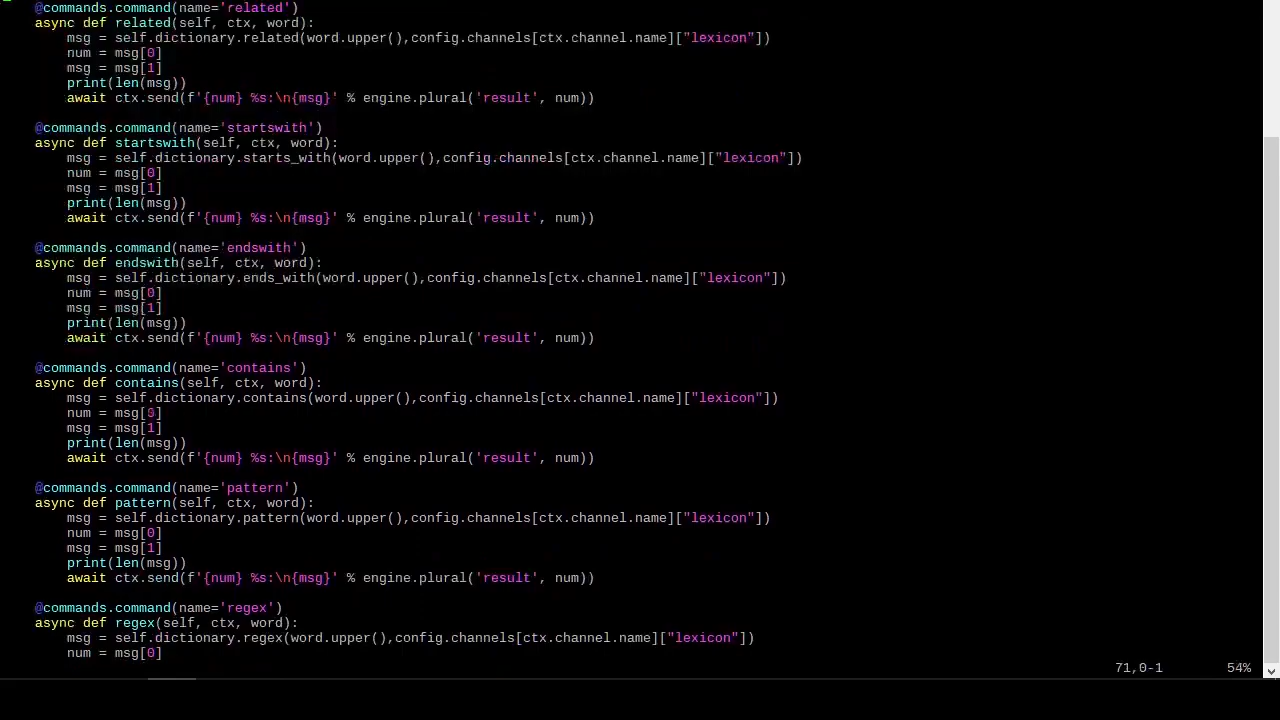 @commands.command(name='related')
async def related(self, ctx, word):
    msg = self.dictionary.related(word.upper(),config.channels[ctx.channel.name]["lexicon"])
    num = msg[0]
    msg = msg[1]
    print(len(msg))
    await ctx.send(f'{num} %s:\n{msg}' % engine.plural('result', num))

@commands.command(name='startswith')
async def startswith(self, ctx, word):
    msg = self.dictionary.starts_with(word.upper(),config.channels[ctx.channel.name]["lexicon"])
    num = msg[0]
    msg = msg[1]
    print(len(msg))
    await ctx.send(f'{num} %s:\n{msg}' % engine.plural('result', num))

@commands.command(name='endswith')
async def endswith(self, ctx, word):
    msg = self.dictionary.ends_with(word.upper(),config.channels[ctx.channel.name]["lexicon"])
    num = msg[0]
    msg = msg[1]
    print(len(msg))
    await ctx.send(f'{num} %s:\n{msg}' % engine.plural('result', num))

@commands.command(name='contains')
async def contains(self, ctx, word):
    msg = self.dictionary.contains(word.upper(),config.channels[ctx.channel.name]["lexicon"])
    num = msg[0]
    msg = msg[1]
    print(len(msg))
    await ctx.send(f'{num} %s:\n{msg}' % engine.plural('result', num))

@commands.command(name='pattern')
async def pattern(self, ctx, word):
    msg = self.dictionary.pattern(word.upper(),config.channels[ctx.channel.name]["lexicon"])
    num = msg[0]
    msg = msg[1]
    print(len(msg))
    await ctx.send(f'{num} %s:\n{msg}' % engine.plural('result', num))

@commands.command(name='regex')
async def regex(self, ctx, word):
    msg = self.dictionary.regex(word.upper(),config.channels[ctx.channel.name]["lexicon"])
    num = msg[0]
71,0-1 54%